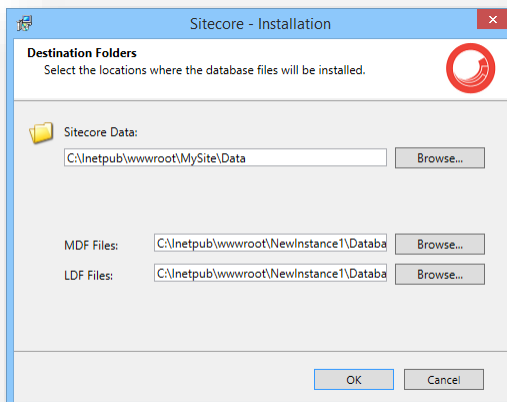 Sitecore - Installation
Destination Folders
Select the locations where the database files will be installed.
Sitecore Data:
C:\Inetpub\wwwroot\MySite\Data
Browse...
MDF Files:
C:\Inetpub\wwwroot\NewInstance1\Databa
Browse...
LDF Files:
C:\Inetpub\wwwroot\NewInstance1\Databa
Browse...
OK
Cancel